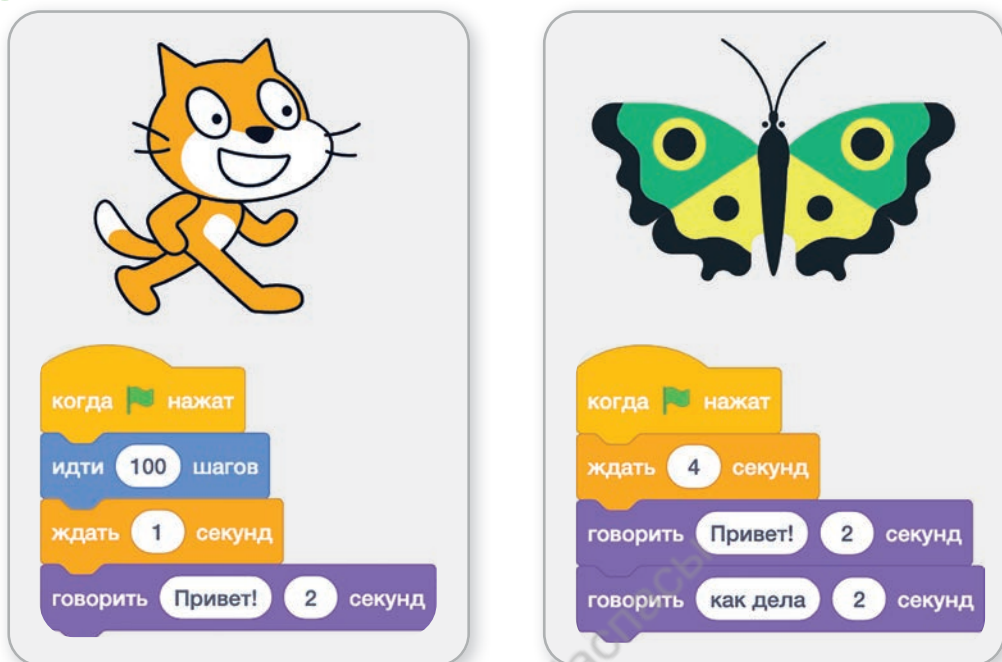 когда нажат
идти 100 шагов
ждать 1 секунд
говорить Привет! 2 секунд
когда нажат
ждать 4 секунд
говорить Привет! 2 секунд
говорить как дела 2 секунд